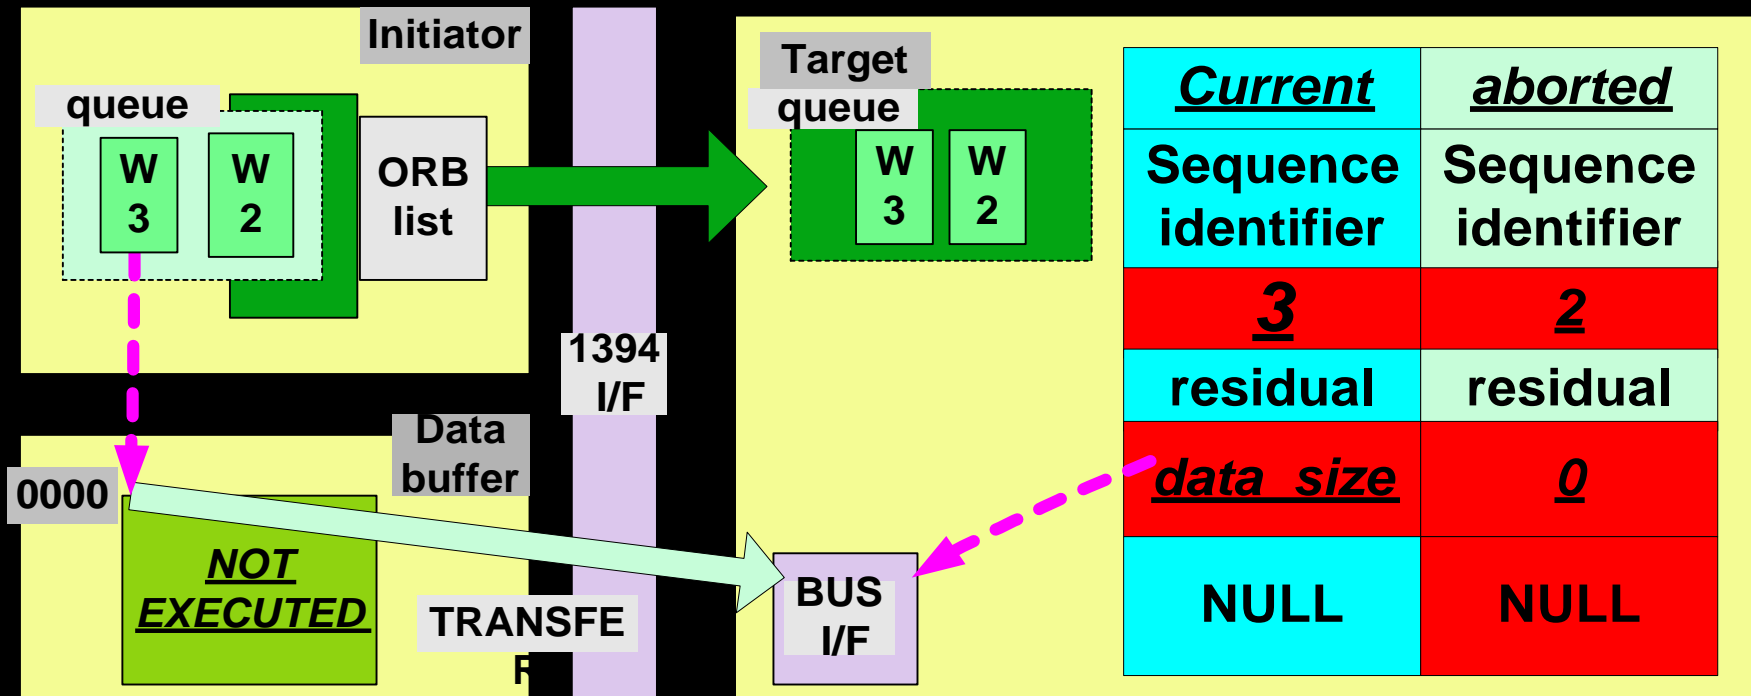 Initiator
queue
W
3
W
2
ORB
list
1394
I/F
Data
buffer
0000
NOT
EXECUTED
TRANSFE
R
Target
queue
W
3
W
2
BUS
I/F
Current aborted
Sequence identifier Sequence identifier
3 2
residual residual
data_size 0
NULL NULL